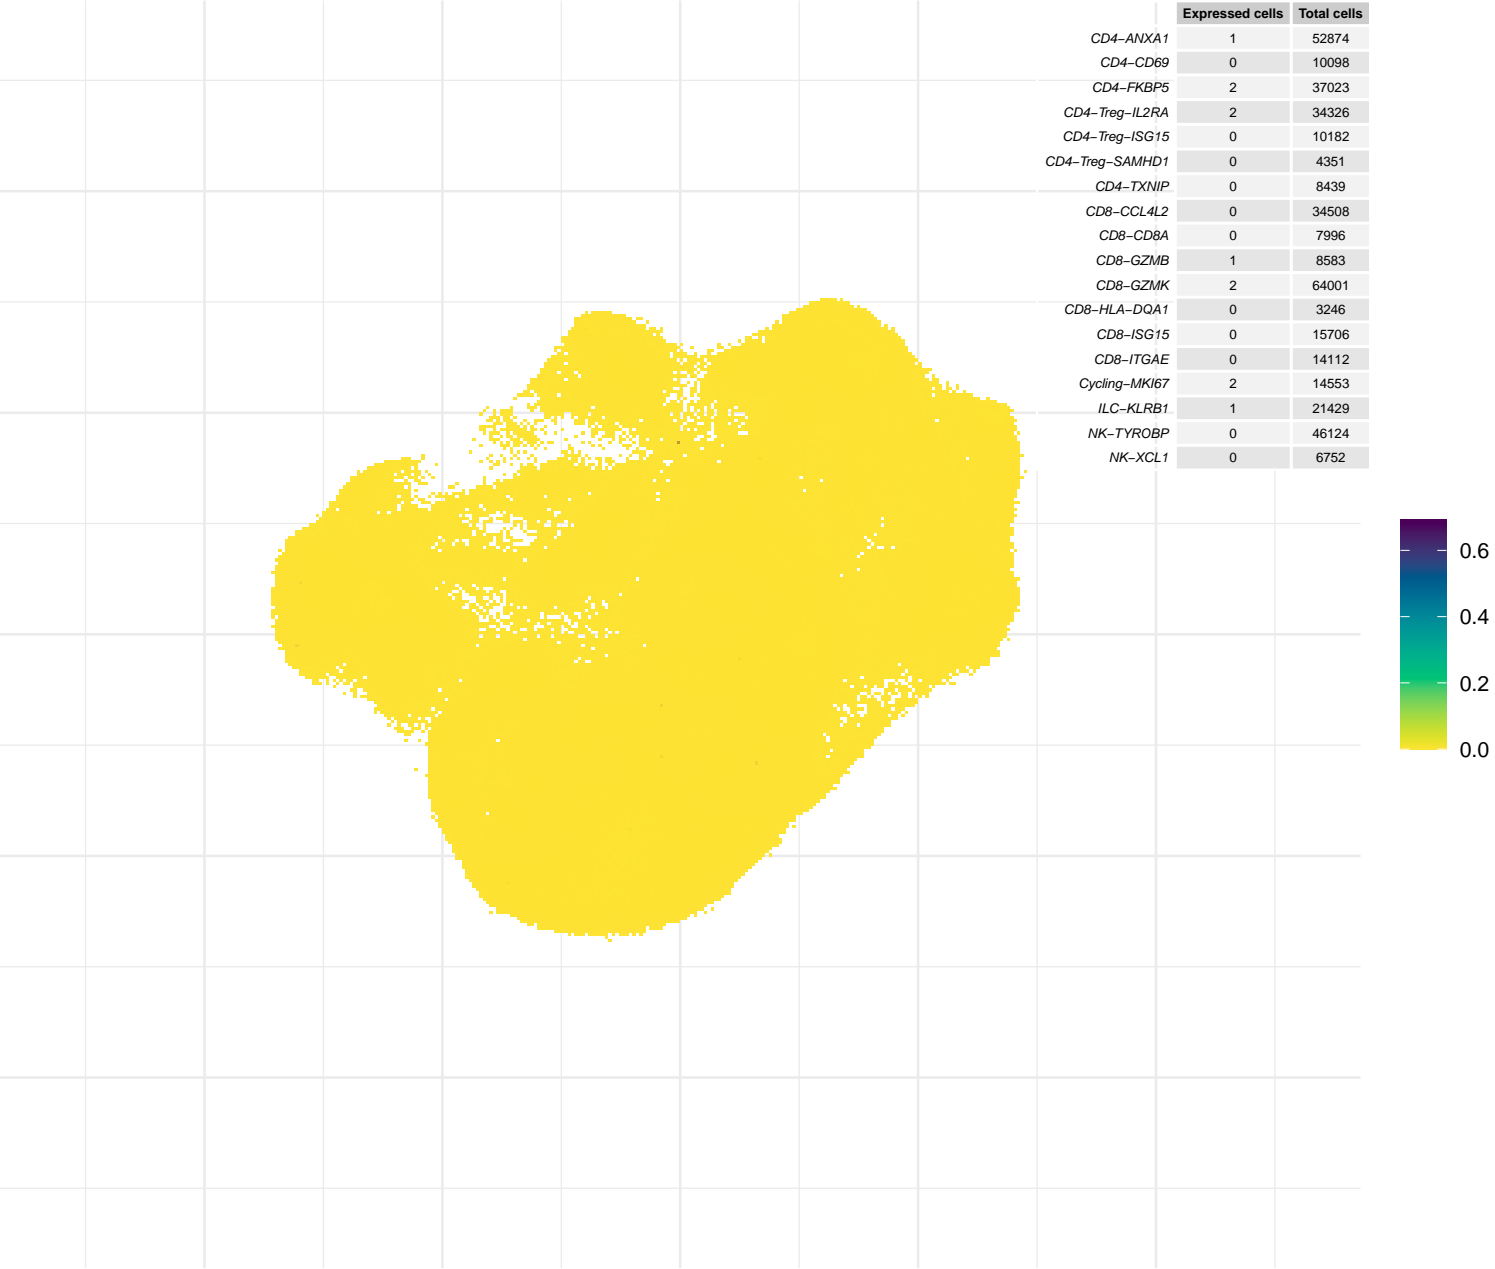 Expressed cells Total cells
CD4−ANXA1 1 52874
CD4−CD69 0 10098
CD4−FKBP5 2 37023
CD4−Treg−IL2RA 2 34326
CD4−Treg−ISG15 0 10182
CD4−Treg−SAMHD1 0 4351
CD4−TXNIP 0 8439
CD8−CCL4L2 0 34508
CD8−CD8A 0 7996
CD8−GZMB 1 8583
CD8−GZMK 2 64001
CD8−HLA−DQA1 0 3246
CD8−ISG15 0 15706
CD8−ITGAE 0 14112
Cycling−MKI67 2 14553
ILC−KLRB1 1 21429
NK−TYROBP 0 46124
NK−XCL1 0 6752
0.6
0.4
0.2
0.0